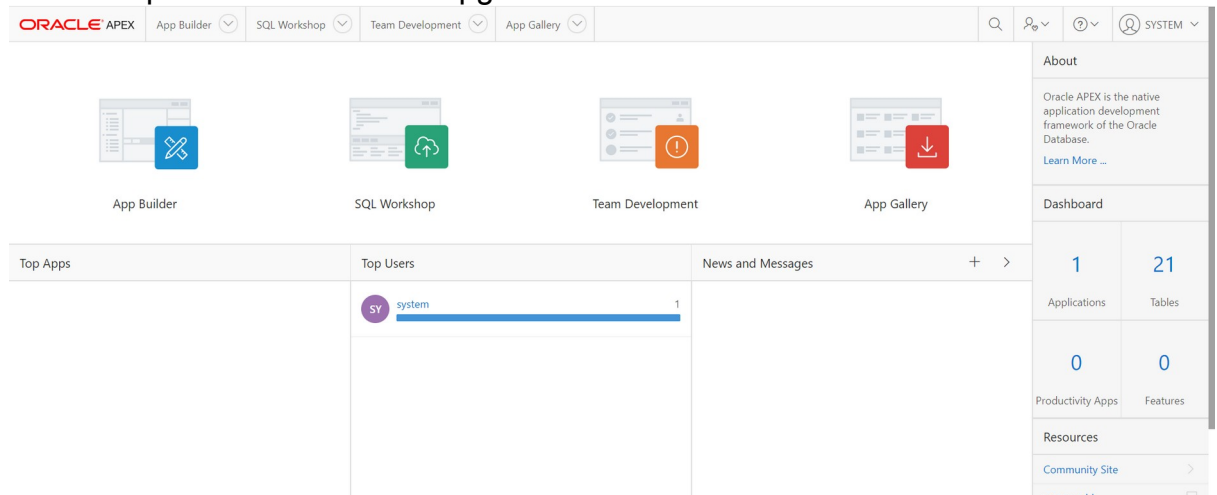 ORACLE APEX App Builder SQL Workshop Team Development App Gallery SYSTEM
App Builder
SQL Workshop
Team Development
App Gallery
Top Apps
Top Users
SY system 1
News and Messages
About
Oracle APEX is the native
application development
framework of the Oracle
Database.
Learn More ...
Dashboard
1
Applications
21
Tables
0
Productivity Apps
0
Features
Resources
Community Site